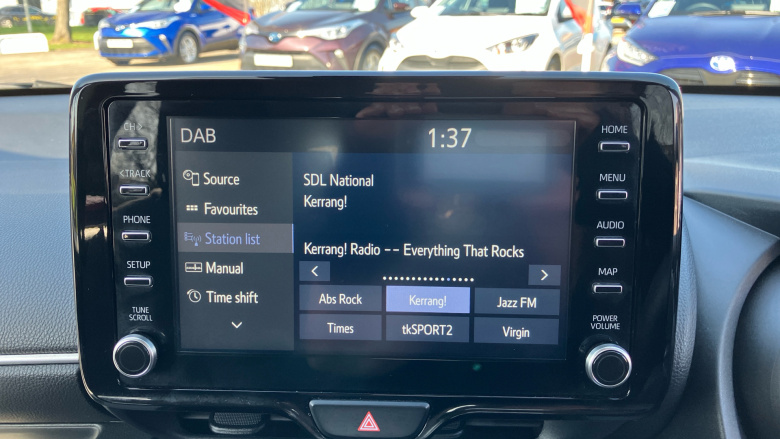 DAB
1:37
CH >
< TRACK
PHONE
SETUP
TUNE
SCROLL
Source
Favourites
Station list
Manual
Time shift
SDL National
Kerrang!
Kerrang! Radio -- Everything That Rocks
<
>
Abs Rock
Kerrang!
Jazz FM
Times
tkSPORT2
Virgin
HOME
MENU
AUDIO
MAP
POWER
VOLUME